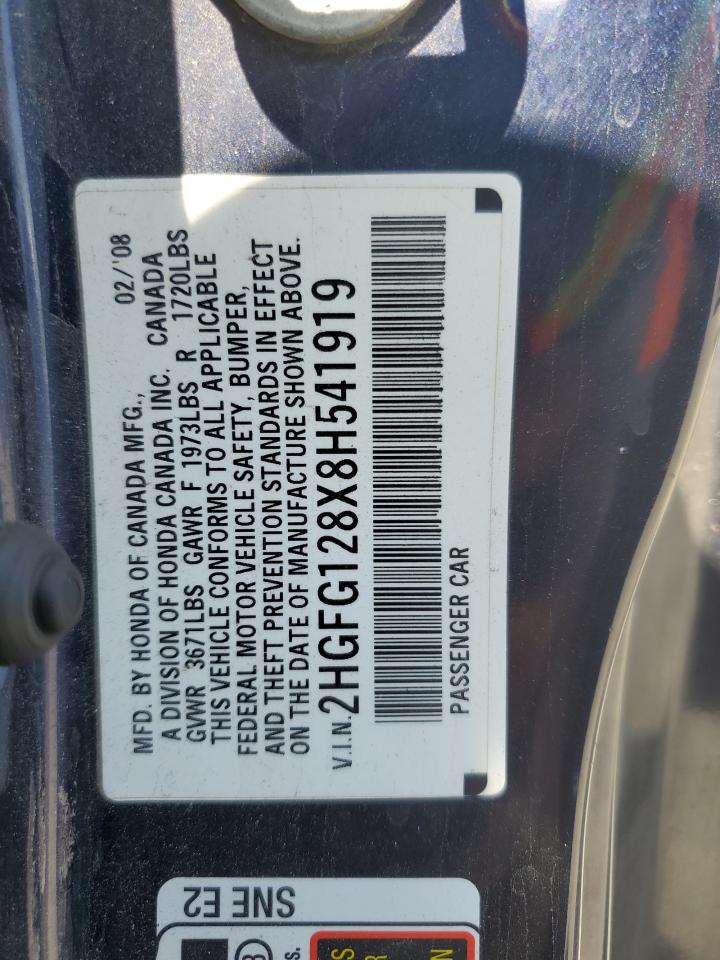 MFD. BY HONDA OF CANADA MFG., 02/'08
A DIVISION OF HONDA CANADA INC. CANADA
GVWR 3671LBS GAWR F 1973LBS R 1720LBS
THIS VEHICLE CONFORMS TO ALL APPLICABLE
FEDERAL MOTOR VEHICLE SAFETY, BUMPER,
AND THEFT PREVENTION STANDARDS IN EFFECT
ON THE DATE OF MANUFACTURE SHOWN ABOVE.
V.I.N. 2HGFG128X8H541919
PASSENGER CAR
SNE E2